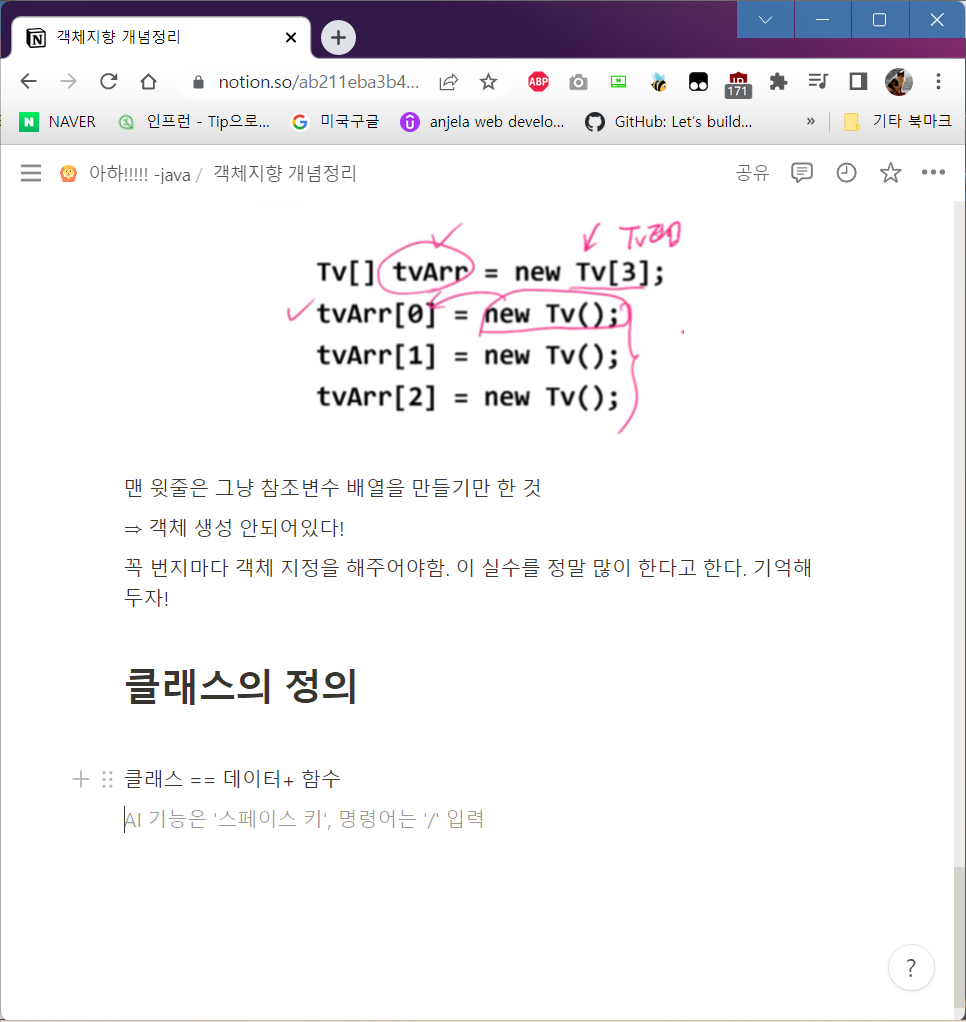 객체지향 개념정리
notion.so/ab211eba3b4...
ABP
171
NAVER
인프런 - Tip으로...
미국구글
anjela web develo...
GitHub: Let's build...
»
기타 북마크
아하!!!!! -java / 객체지향 개념정리
공유
Tv[] tvArr = new Tv[3];
tvArr[0] = new Tv();
tvArr[1] = new Tv();
tvArr[2] = new Tv();
맨 윗줄은 그냥 참조변수 배열을 만들기만 한 것
⇒ 객체 생성 안되어있다!
꼭 번지마다 객체 지정을 해주어야함. 이 실수를 정말 많이 한다고 한다. 기억해
두자!
클래스의 정의
클래스 == 데이터+ 함수
AI 기능은 '스페이스 키', 명령어는 '/' 입력
?